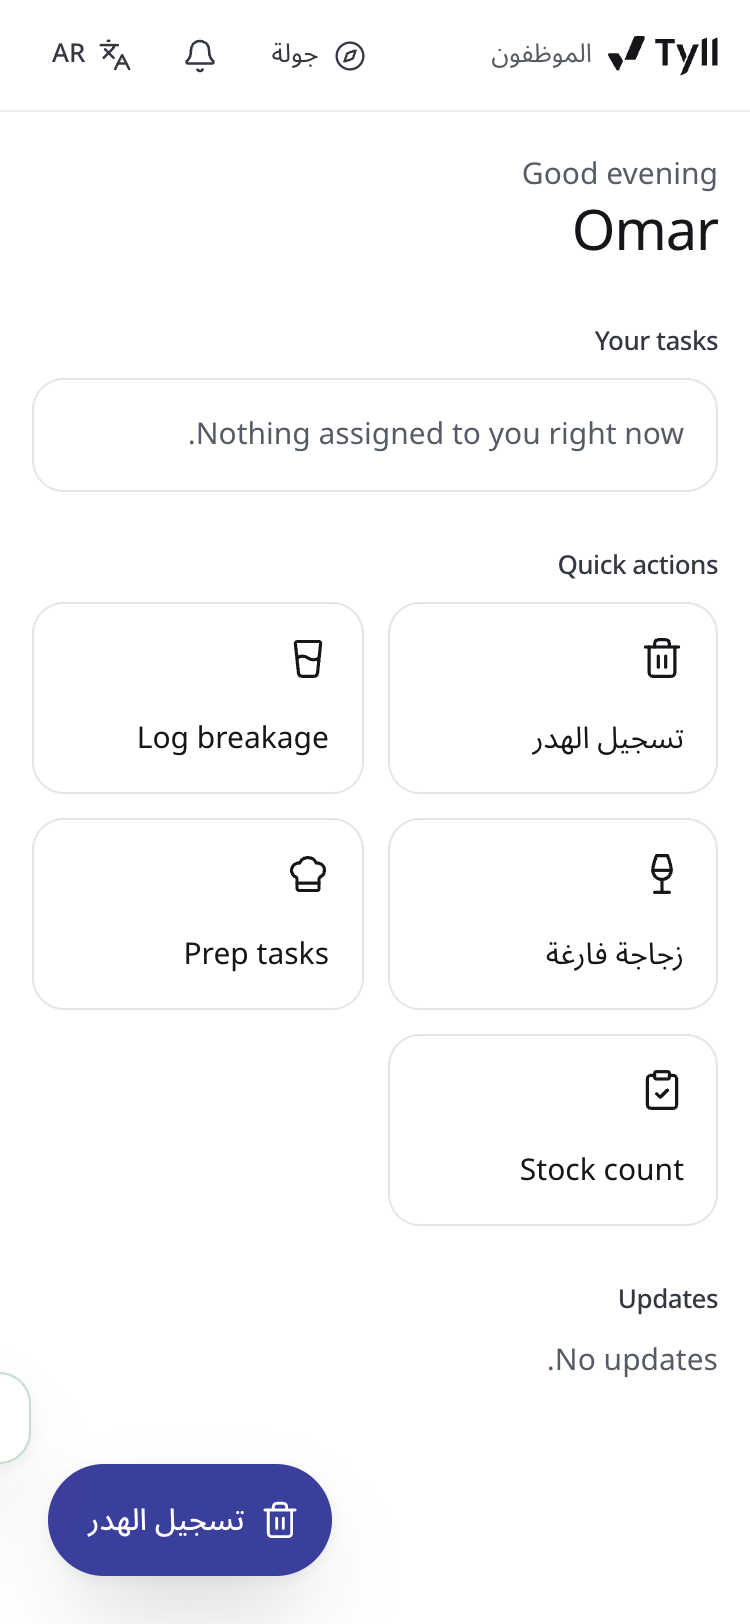 Tyll
الموظفون
جولة
AR
Good evening
Omar
Your tasks
.Nothing assigned to you right now
Quick actions
تسجيل الهدر
Log breakage
زجاجة فارغة
Prep tasks
Stock count
Updates
.No updates
تسجيل الهدر